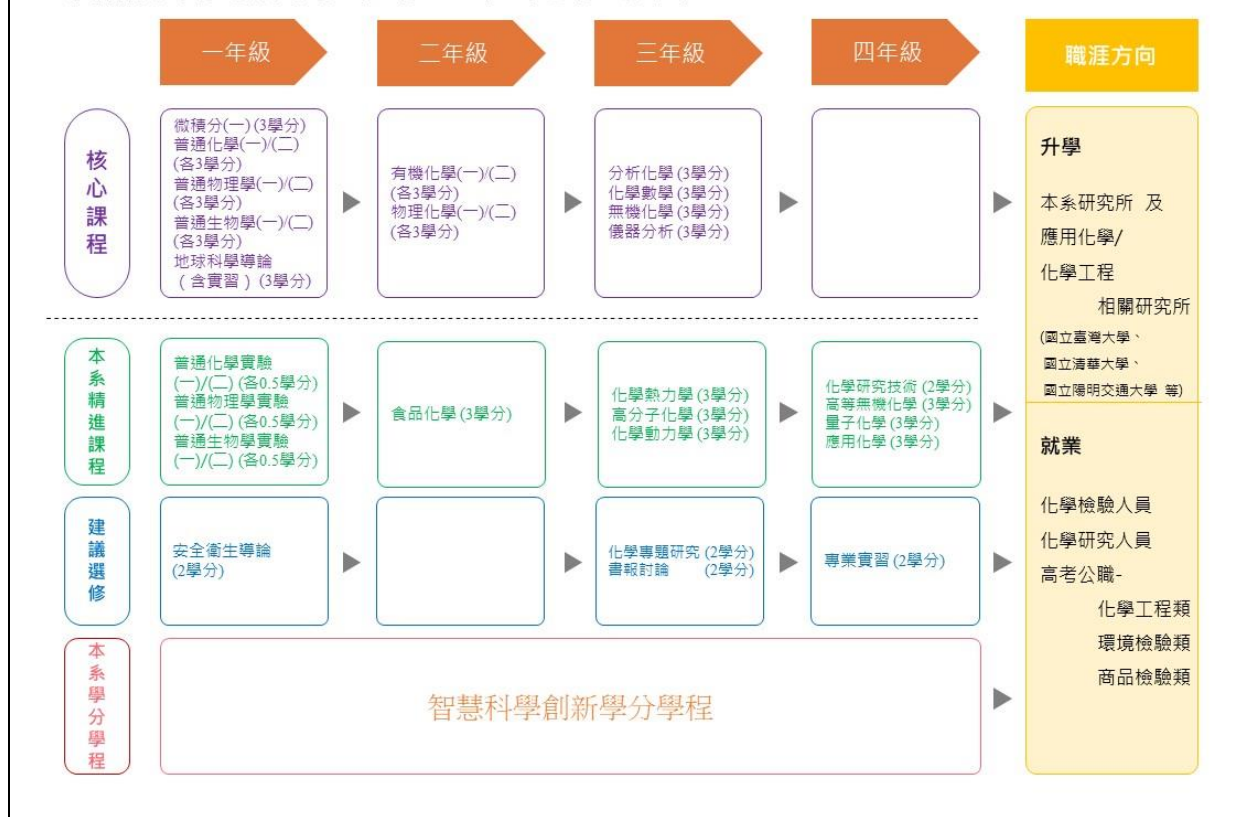 一年級
二年級
三年級
四年級
職涯方向
核心課程
微積分(一) (3學分)
普通化學(一)/(二)
(各3學分)
普通物理學(一)/(二)
(各3學分)
普通生物學(一)/(二)
(各3學分)
地球科學導論
（含實習）(3學分)
有機化學(一)/(二)
(各3學分)
物理化學(一)/(二)
(各3學分)
分析化學 (3學分)
化學數學 (3學分)
無機化學 (3學分)
儀器分析 (3學分)
本系精進課程
普通化學實驗
(一)/(二) (各0.5學分)
普通物理學實驗
(一)/(二) (各0.5學分)
普通生物學實驗
(一)/(二) (各0.5學分)
食品化學 (3學分)
化學熱力學 (3學分)
高分子化學 (3學分)
化學動力學 (3學分)
化學研究技術 (2學分)
高等無機化學 (3學分)
量子化學 (3學分)
應用化學 (3學分)
建議選修
安全衛生導論
(2學分)
化學專題研究 (2學分)
書報討論 (2學分)
專業實習 (2學分)
本系學分學程
智慧科學創新學分學程
升學
本系研究所 及
應用化學/
化學工程
相關研究所
(國立臺灣大學、
國立清華大學、
國立陽明交通大學 等)
就業
化學檢驗人員
化學研究人員
高考公職-
化學工程類
環境檢驗類
商品檢驗類